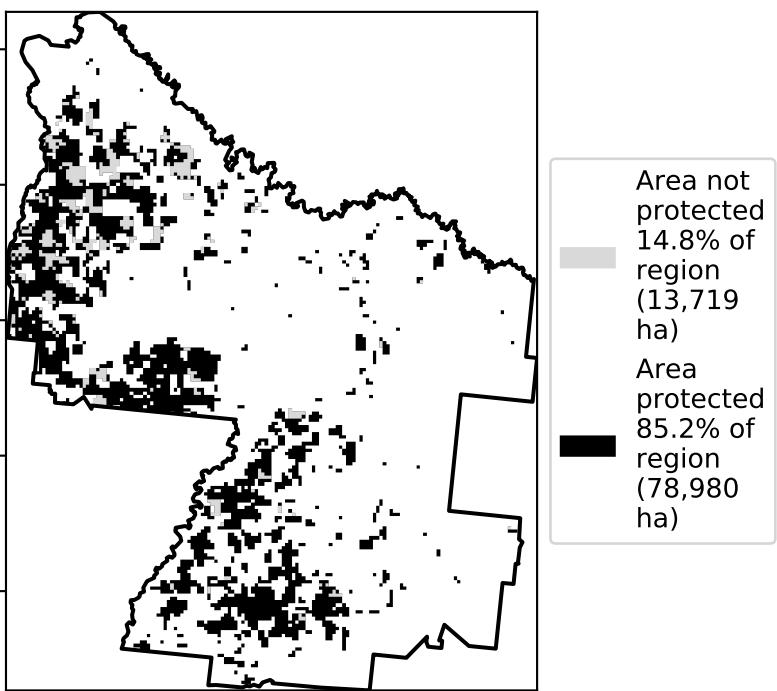 Area not
protected
14.8% of
region
(13,719
ha)
Area
protected
85.2% of
region
(78,980
ha)